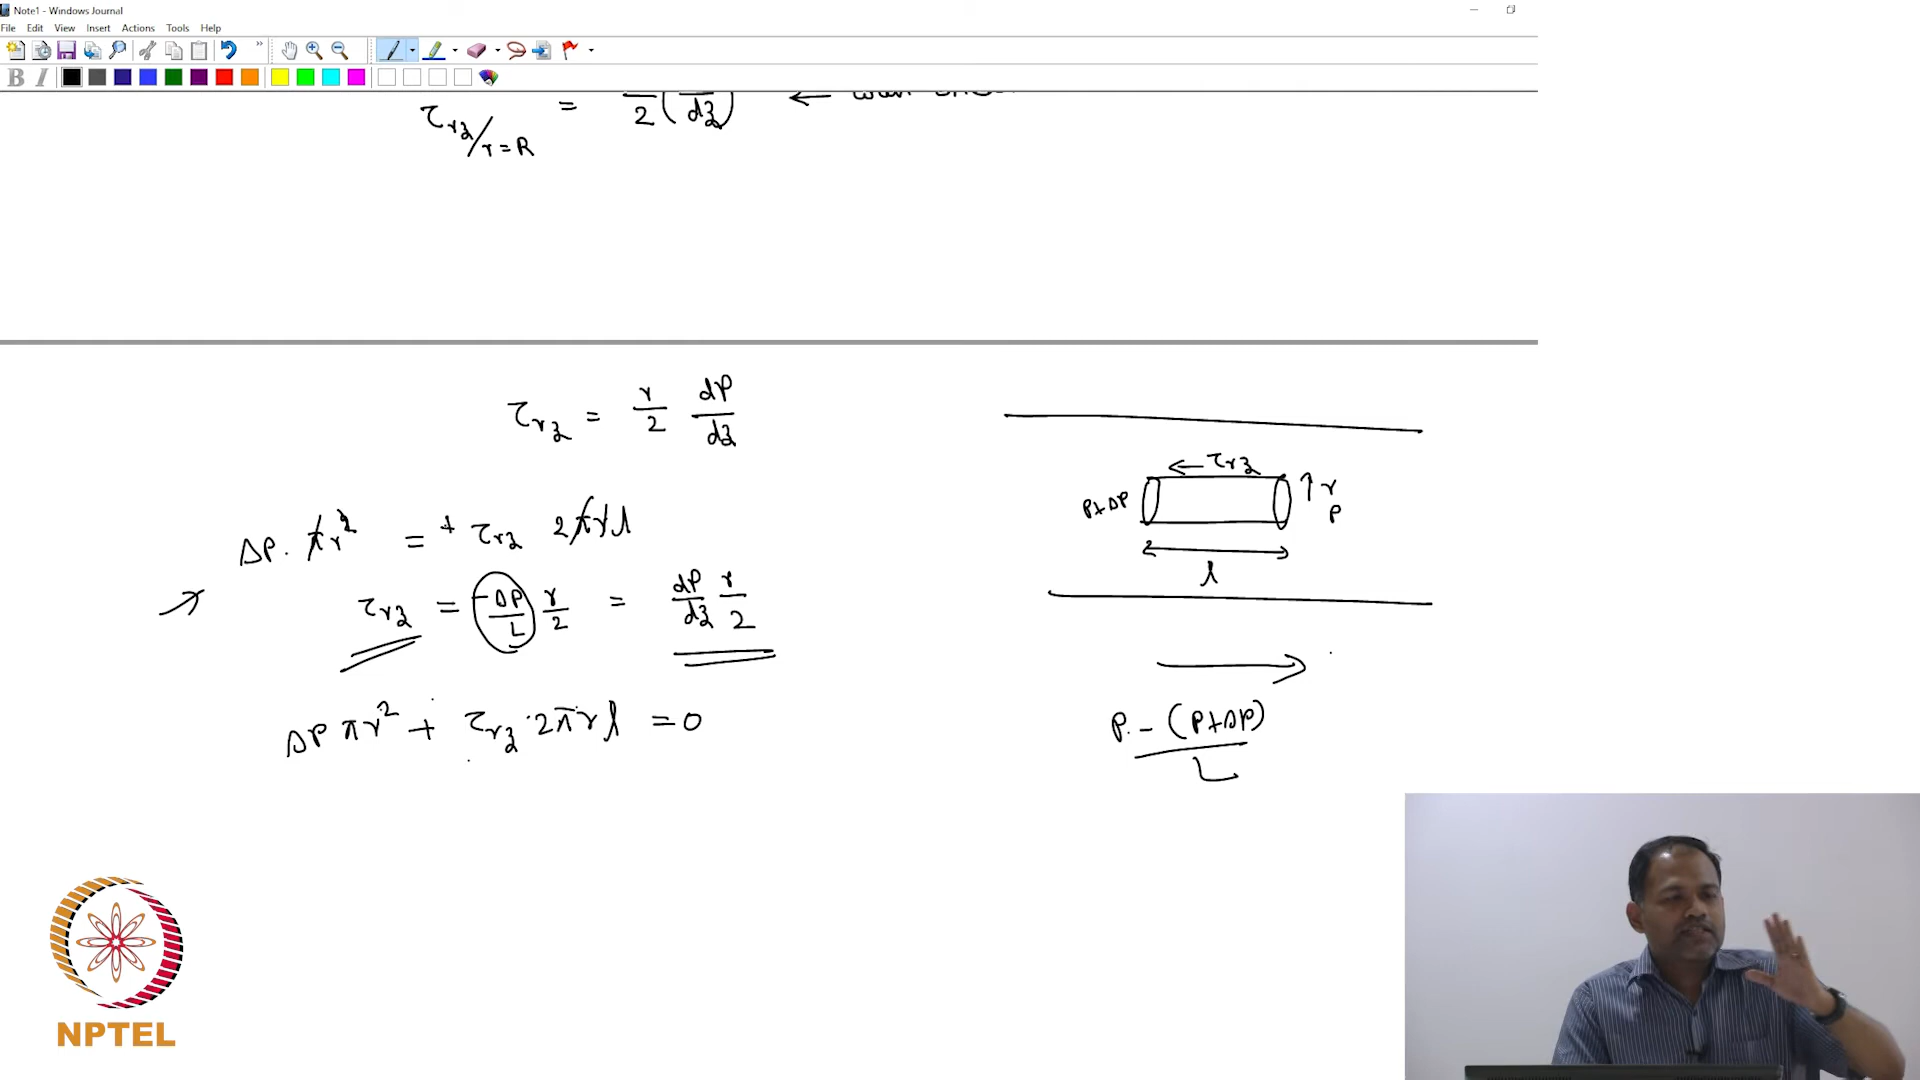 Note1 - Windows Journal
File Edit View Insert Actions Tools Help
B I
τrz/r=R = 2 (dz) ←
τrz = r/2 dP/dz
ΔP. πr² = + τrz 2πrl
τrz = -ΔP/L r/2 = dP/dz r/2
ΔP πr² + τrz · 2πrl = 0
← τrz
P+ΔP
↑ r
P
l
P - (P+ΔP)
L
NPTEL